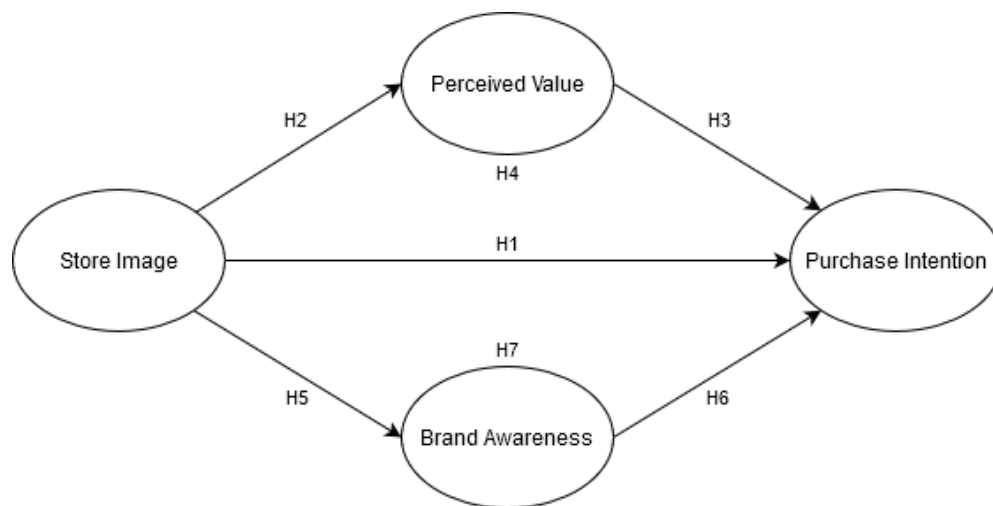 Perceived Value
H2
H3
H4
Store Image
H1
Purchase Intention
H7
H5
H6
Brand Awareness